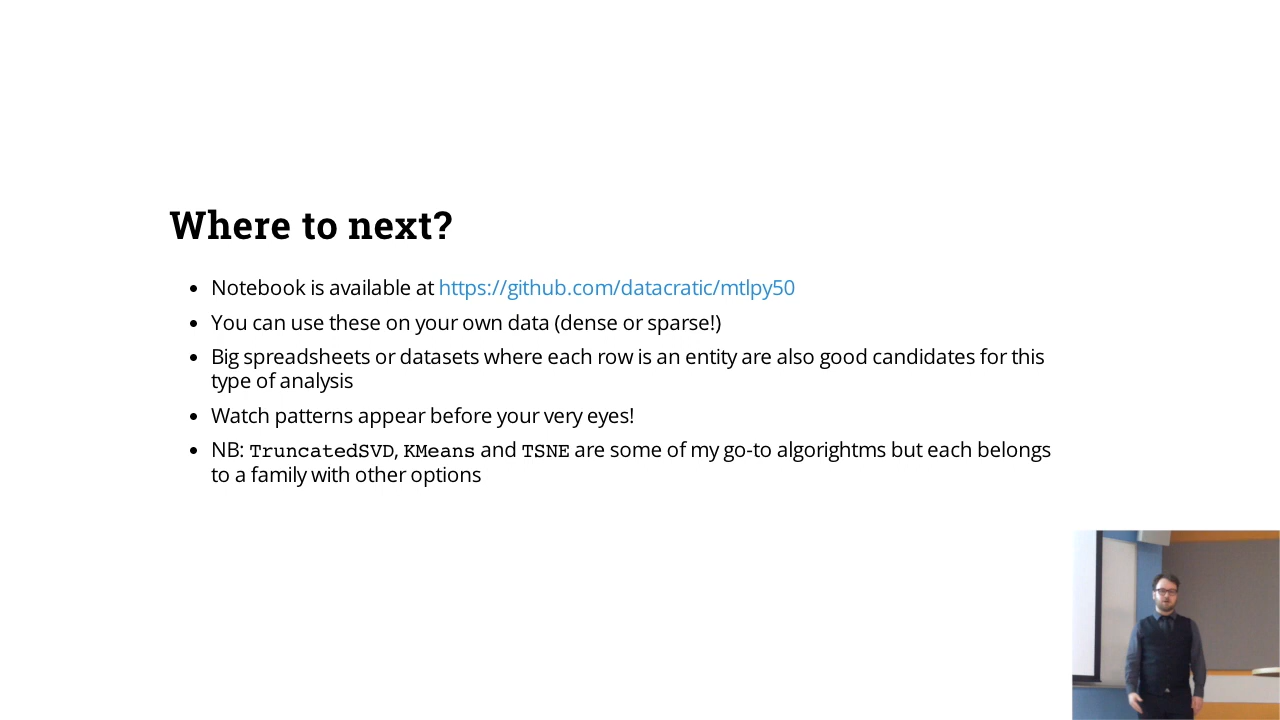 Where to next?
• Notebook is available at https://github.com/datacratic/mtlpy50
• You can use these on your own data (dense or sparse!)
• Big spreadsheets or datasets where each row is an entity are also good candidates for this
type of analysis
• Watch patterns appear before your very eyes!
• NB: TruncatedSVD, KMeans and TSNE are some of my go-to algorightms but each belongs
to a family with other options